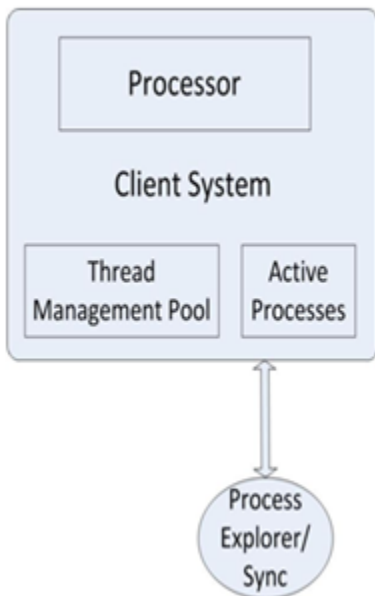 Processor
Client System
Thread
Management Pool
Active
Processes
Process
Explorer/
Sync